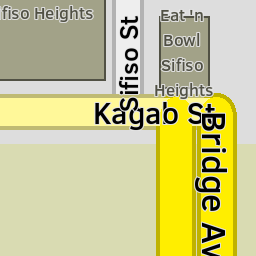 fiso Heights
Sifiso St
Eat 'n
Bowl
Sifiso
Heights
Kagab St
Bridge Av